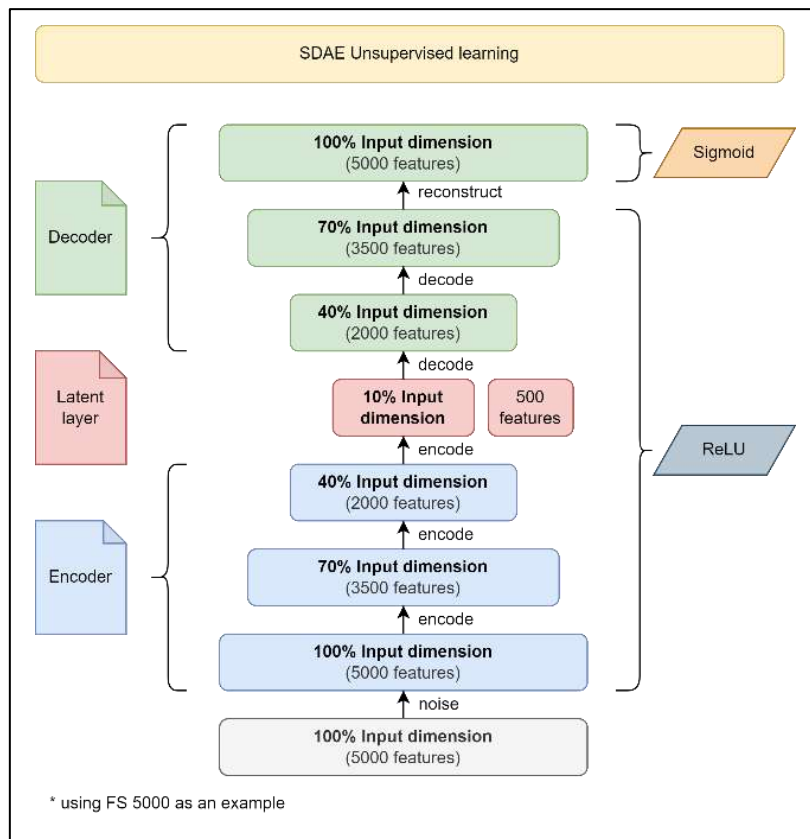 SDAE Unsupervised learning
100% Input dimension
(5000 features)
Sigmoid
reconstruct
Decoder
70% Input dimension
(3500 features)
decode
40% Input dimension
(2000 features)
decode
Latent
layer
10% Input
dimension
500
features
ReLU
encode
40% Input dimension
(2000 features)
encode
Encoder
70% Input dimension
(3500 features)
encode
100% Input dimension
(5000 features)
noise
100% Input dimension
(5000 features)
* using FS 5000 as an example